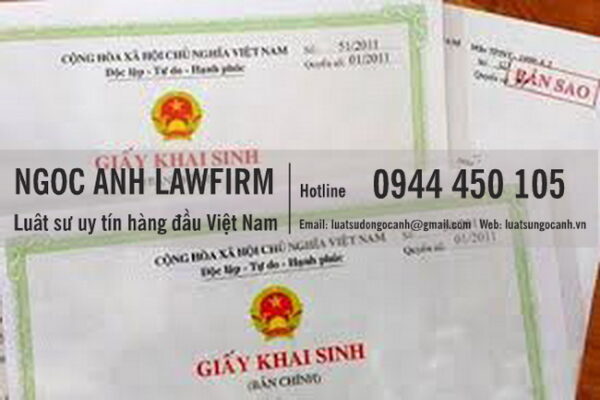 CỘNG HÒA XÃ HỘI CHỦ NGHĨA VIỆT NAM
Độc lập - Tự do - Hạnh phúc
Số 51/2011
Quyển số: 01/2011
BẢN SAO
GIẤY KHAI SINH
NGOC ANH LAWFIRM
Luât sư uy tín hàng đầu Việt Nam
Hotline 0944 450 105
Email: luatsudongocanh@gmail.com Web: luatsungocanh.vn
CỘNG HÒA XÃ HỘI CHỦ NGHĨA VIỆT NAM
Độc lập - Tự do - Hạnh phúc
01/2011
GIẤY KHAI SINH
(BẢN CHÍNH)